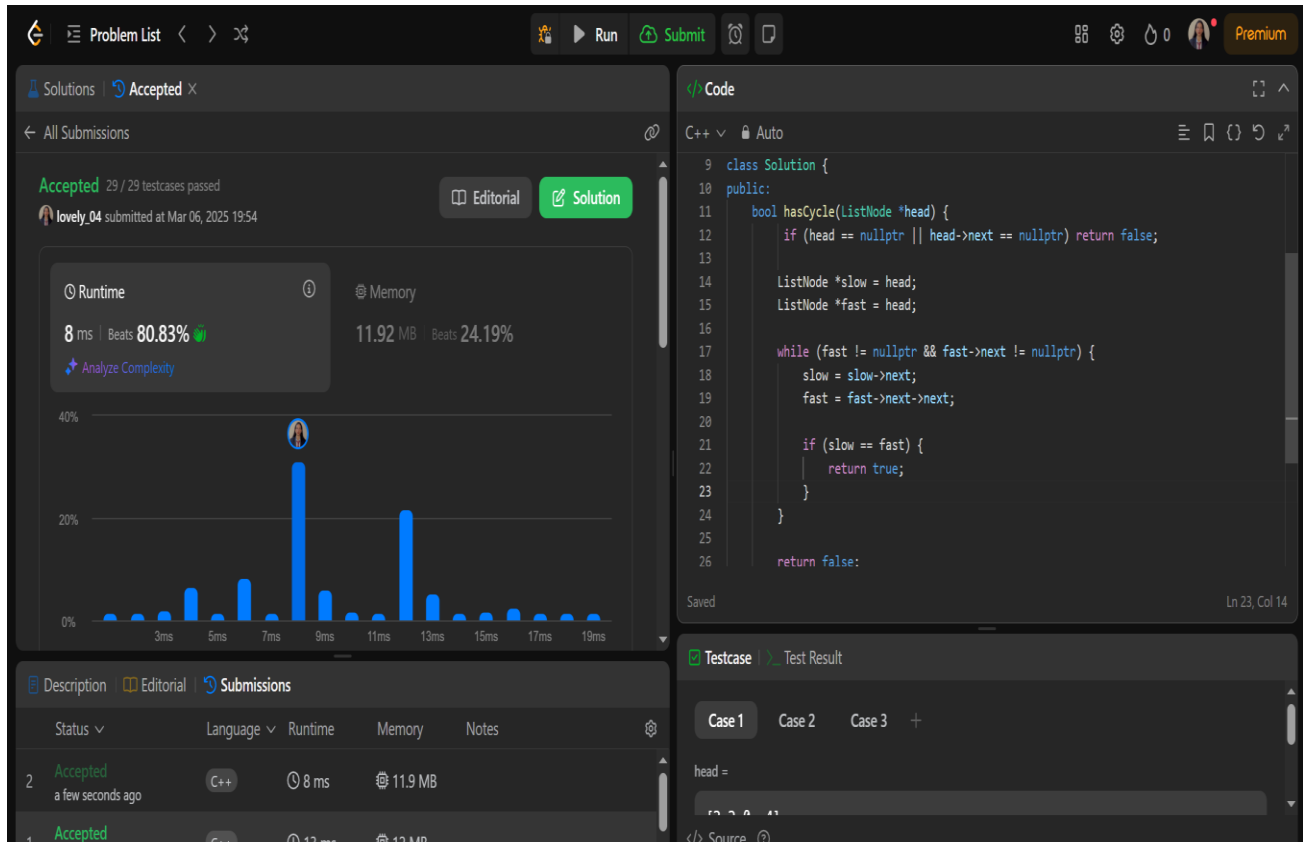 Problem List Run Submit 0 Premium
Solutions Accepted
All Submissions
Accepted 29 / 29 testcases passed
lovely_04 submitted at Mar 06, 2025 19:54
Editorial Solution
Runtime
8 ms Beats 80.83%
Analyze Complexity
Memory
11.92 MB Beats 24.19%
40%
20%
0%
3ms 5ms 7ms 9ms 11ms 13ms 15ms 17ms 19ms
Description Editorial Submissions
Status Language Runtime Memory Notes
2 Accepted C++ 8 ms 11.9 MB
a few seconds ago
Accepted
</> Code
C++ Auto
9 class Solution {
10 public:
11 bool hasCycle(ListNode *head) {
12 if (head == nullptr || head->next == nullptr) return false;
13
14 ListNode *slow = head;
15 ListNode *fast = head;
16
17 while (fast != nullptr && fast->next != nullptr) {
18 slow = slow->next;
19 fast = fast->next->next;
20
21 if (slow == fast) {
22 return true;
23 }
24 }
25
26 return false;
Saved Ln 23, Col 14
Testcase >_ Test Result
Case 1 Case 2 Case 3 +
head =
</> Source